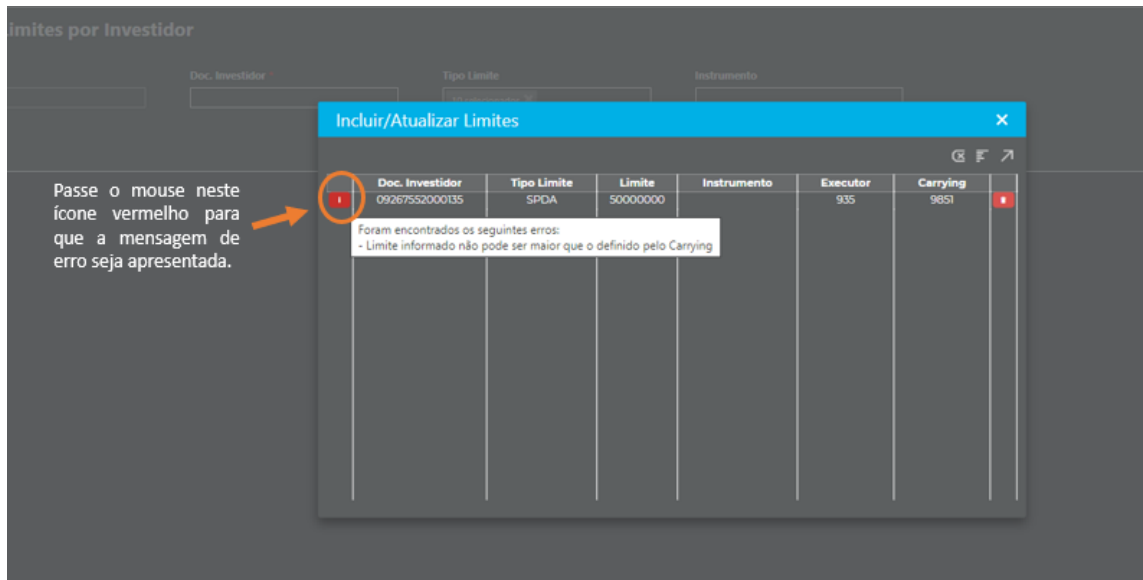 imites por Investidor
Doc. Investidor *
Tipo Limite
Instrumento
Incluir/Atualizar Limites
Passe o mouse neste
ícone vermelho para
que a mensagem de
erro seja apresentada.
Doc. Investidor Tipo Limite Limite Instrumento Executor Carrying
09267552000135 SPDA 50000000 935 9851
Foram encontrados os seguintes erros:
- Limite informado não pode ser maior que o definido pelo Carrying